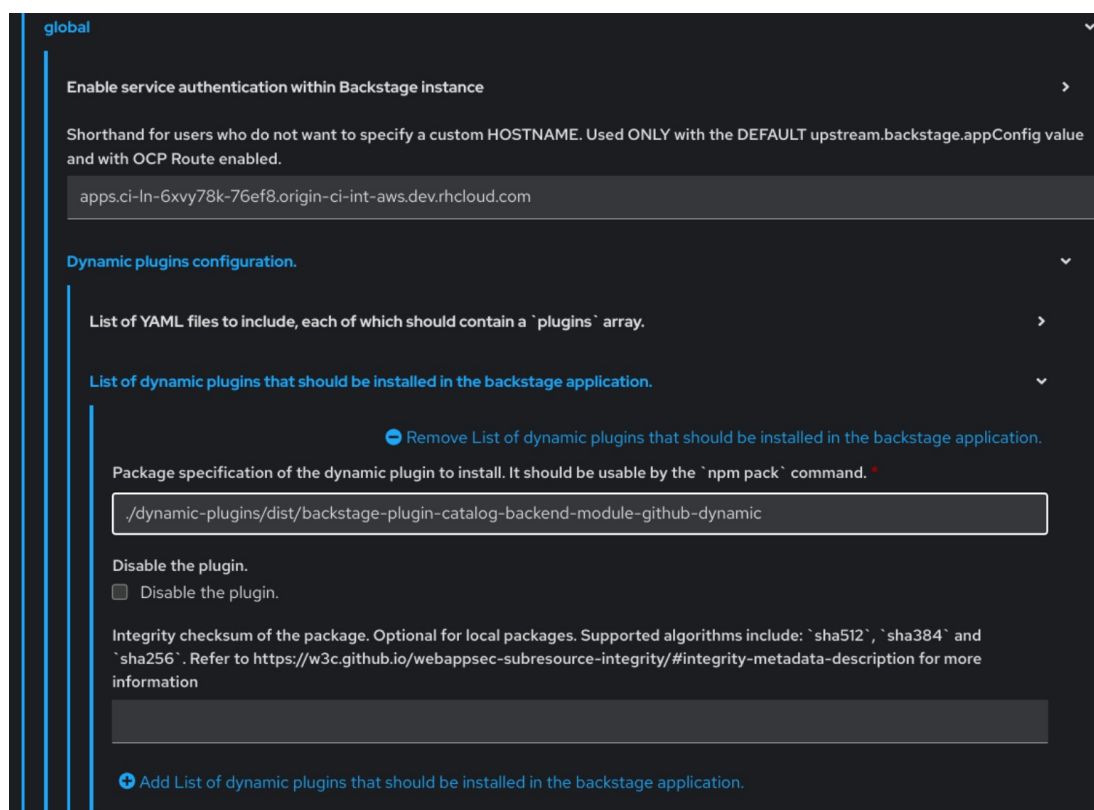 global
Enable service authentication within Backstage instance
Shorthand for users who do not want to specify a custom HOSTNAME. Used ONLY with the DEFAULT upstream.backstage.appConfig value
and with OCP Route enabled.
apps.ci-ln-6xvy78k-76ef8.origin-ci-int-aws.dev.rhcloud.com
Dynamic plugins configuration.
List of YAML files to include, each of which should contain a `plugins` array.
List of dynamic plugins that should be installed in the backstage application.
Remove List of dynamic plugins that should be installed in the backstage application.
Package specification of the dynamic plugin to install. It should be usable by the `npm pack` command. *
./dynamic-plugins/dist/backstage-plugin-catalog-backend-module-github-dynamic
Disable the plugin.
Disable the plugin.
Integrity checksum of the package. Optional for local packages. Supported algorithms include: `sha512`, `sha384` and
`sha256`. Refer to https://w3c.github.io/webappsec-subresource-integrity/#integrity-metadata-description for more
information
Add List of dynamic plugins that should be installed in the backstage application.